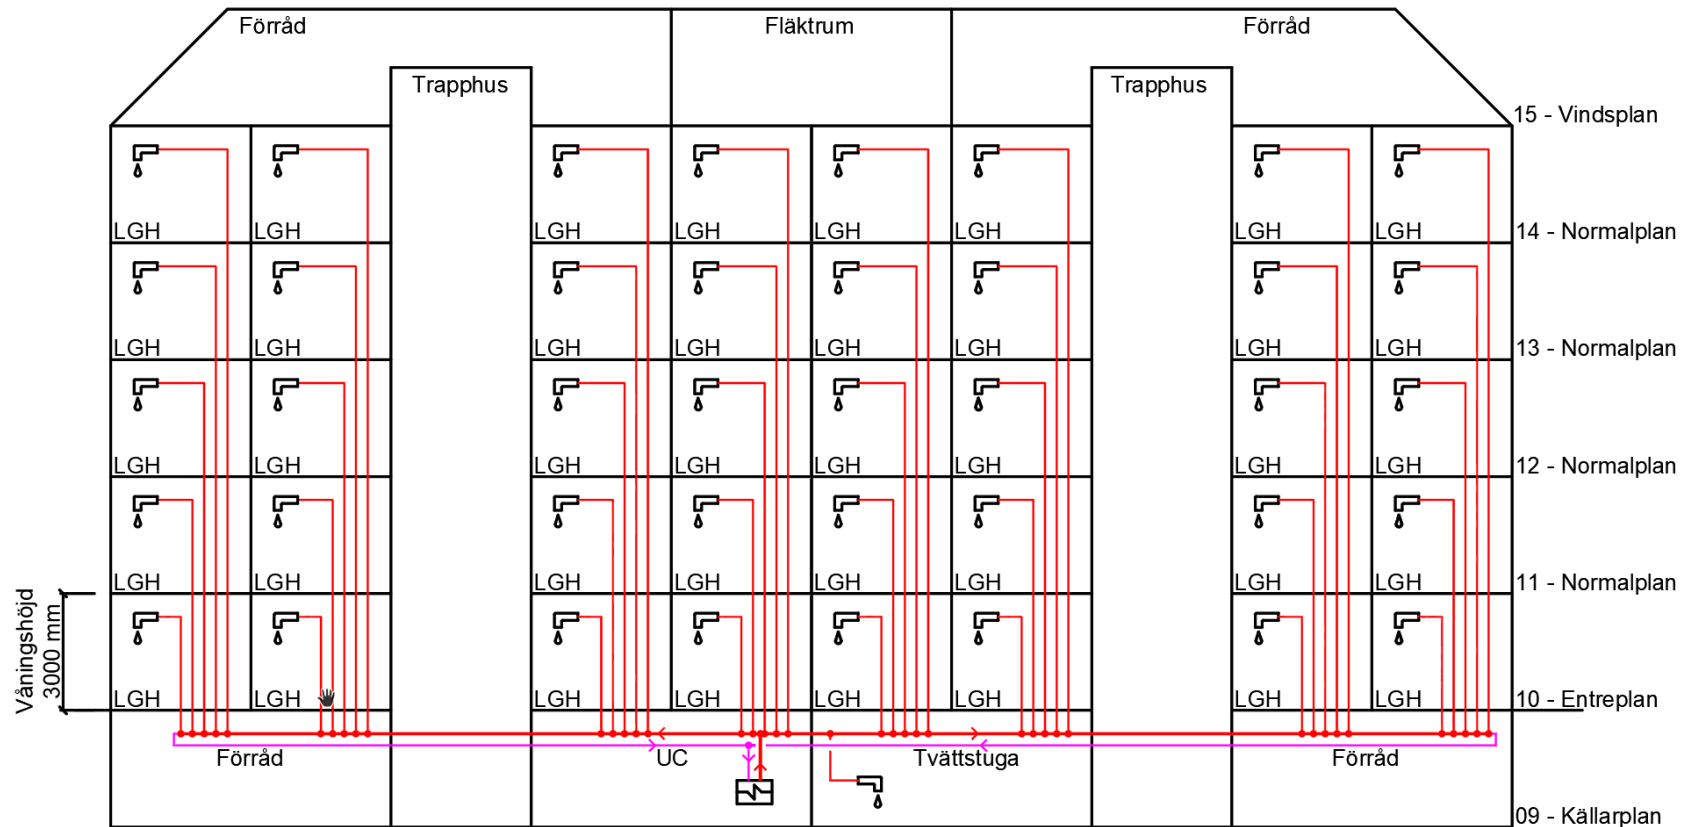 Förråd
Fläktrum
Förråd
Trapphus
Trapphus
15 - Vindsplan
LGH
LGH
LGH
LGH
LGH
LGH
LGH
LGH
14 - Normalplan
LGH
LGH
LGH
LGH
LGH
LGH
LGH
LGH
13 - Normalplan
LGH
LGH
LGH
LGH
LGH
LGH
LGH
LGH
12 - Normalplan
LGH
LGH
LGH
LGH
LGH
LGH
LGH
LGH
11 - Normalplan
Våningshöjd
3000 mm
LGH
LGH
LGH
LGH
LGH
LGH
LGH
LGH
10 - Entreplan
Förråd
UC
Tvättstuga
Förråd
09 - Källarplan